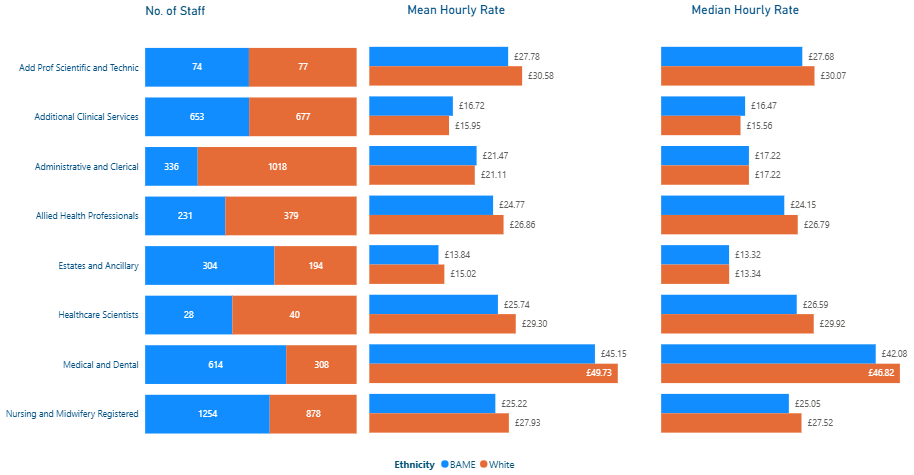 No. of Staff Mean Hourly Rate Median Hourly Rate
Add Prof Scientific and Technic 74 77 £27.78 £30.58 £27.68 £30.07
Additional Clinical Services 653 677 £16.72 £15.95 £16.47 £15.56
Administrative and Clerical 336 1018 £21.47 £21.11 £17.22 £17.22
Allied Health Professionals 231 379 £24.77 £26.86 £24.15 £26.79
Estates and Ancillary 304 194 £13.84 £15.02 £13.32 £13.34
Healthcare Scientists 28 40 £25.74 £29.30 £26.59 £29.92
Medical and Dental 614 308 £45.15 £49.73 £42.08 £46.82
Nursing and Midwifery Registered 1254 878 £25.22 £27.93 £25.05 £27.52
Ethnicity BAME White